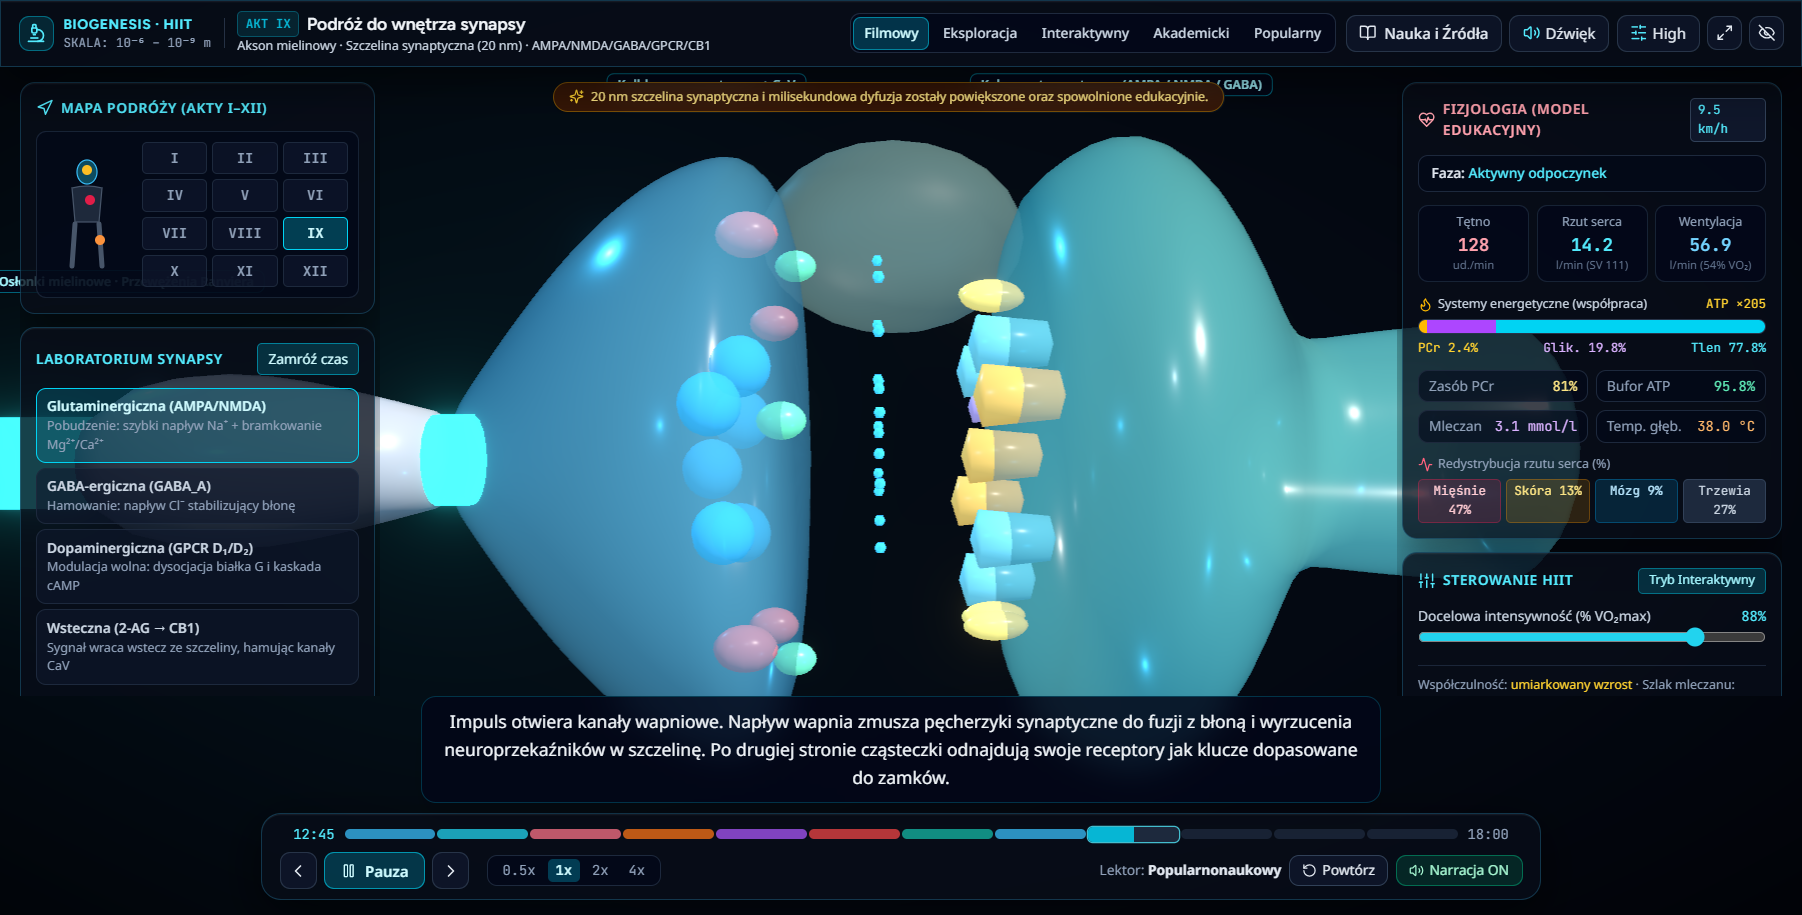 BIOGENESIS · HIIT
SKALA: 10⁻⁶ – 10⁻⁹ m
AKT IX
Podróż do wnętrza synapsy
Akson mielinowy · Szczelina synaptyczna (20 nm) · AMPA/NMDA/GABA/GPCR/CB1
Filmowy
Eksploracja
Interaktywny
Akademicki
Popularny
Nauka i Źródła
Dźwięk
High
MAPA PODRÓŻY (AKTY I–XII)
I
II
III
IV
V
VI
VII
VIII
IX
X
XI
XII
LABORATORIUM SYNAPSY
Zamróź czas
Glutaminergiczna (AMPA/NMDA)
Pobudzenie: szybki napływ Na⁺ + bramkowanie
Mg²⁺/Ca²⁺
GABA-ergiczna (GABA_A)
Hamowanie: napływ Cl⁻ stabilizujący błonę
Dopaminergiczna (GPCR D₁/D₂)
Modulacja wolna: dysocjacja białka G i kaskada
cAMP
Wsteczna (2-AG → CB1)
Sygnał wraca wstecz ze szczeliny, hamując kanały
CaV
GABA)
20 nm szczelina synaptyczna i milisekundowa dyfuzja zostały powiększone oraz spowolnione edukacyjnie.
FIZJOLOGIA (MODEL
EDUKACYJNY)
9.5
km/h
Faza: Aktywny odpoczynek
Tętno
128
ud./min
Rzut serca
14.2
l/min (SV 111)
Wentylacja
56.9
l/min (54% VO₂)
Systemy energetyczne (współpraca)
ATP ×205
PCr 2.4%
Glik. 19.8%
Tlen 77.8%
Zasób PCr
81%
Bufor ATP
95.8%
Mleczan
3.1 mmol/l
Temp. głęb.
38.0 °C
Redystrybucja rzutu serca (%)
Mięśnie
47%
Skóra 13%
Mózg 9%
Trzewia
27%
STEROWANIE HIIT
Tryb Interaktywny
Docelowa intensywność (% VO₂max)
88%
Współczulność: umiarkowany wzrost · Szlak mleczanu:
Impuls otwiera kanały wapniowe. Napływ wapnia zmusza pęcherzyki synaptyczne do fuzji z błoną i wyrzucenia
neuroprzekaźników w szczelinę. Po drugiej stronie cząsteczki odnajdują swoje receptory jak klucze dopasowane
do zamków.
12:45
18:00
Pauza
0.5x
1x
2x
4x
Lektor: Popularnonaukowy
Powtórz
Narracja ON